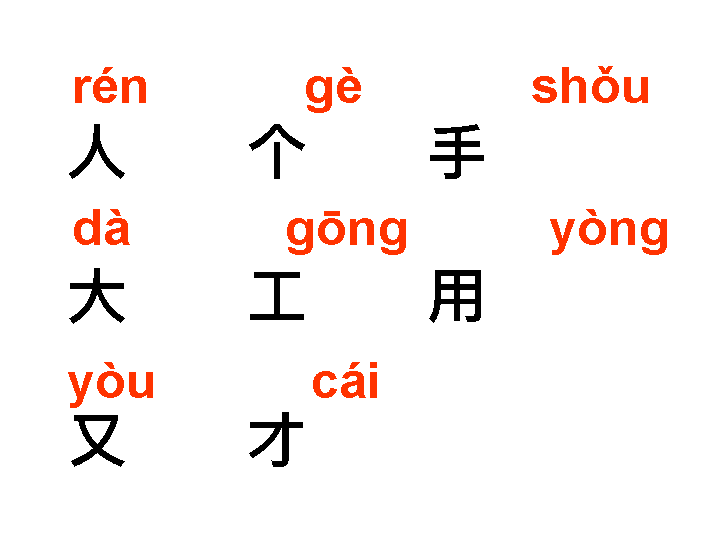 rén gè shǒu
人 个 手
dà gōng yòng
大 工 用
yòu cái
又 才